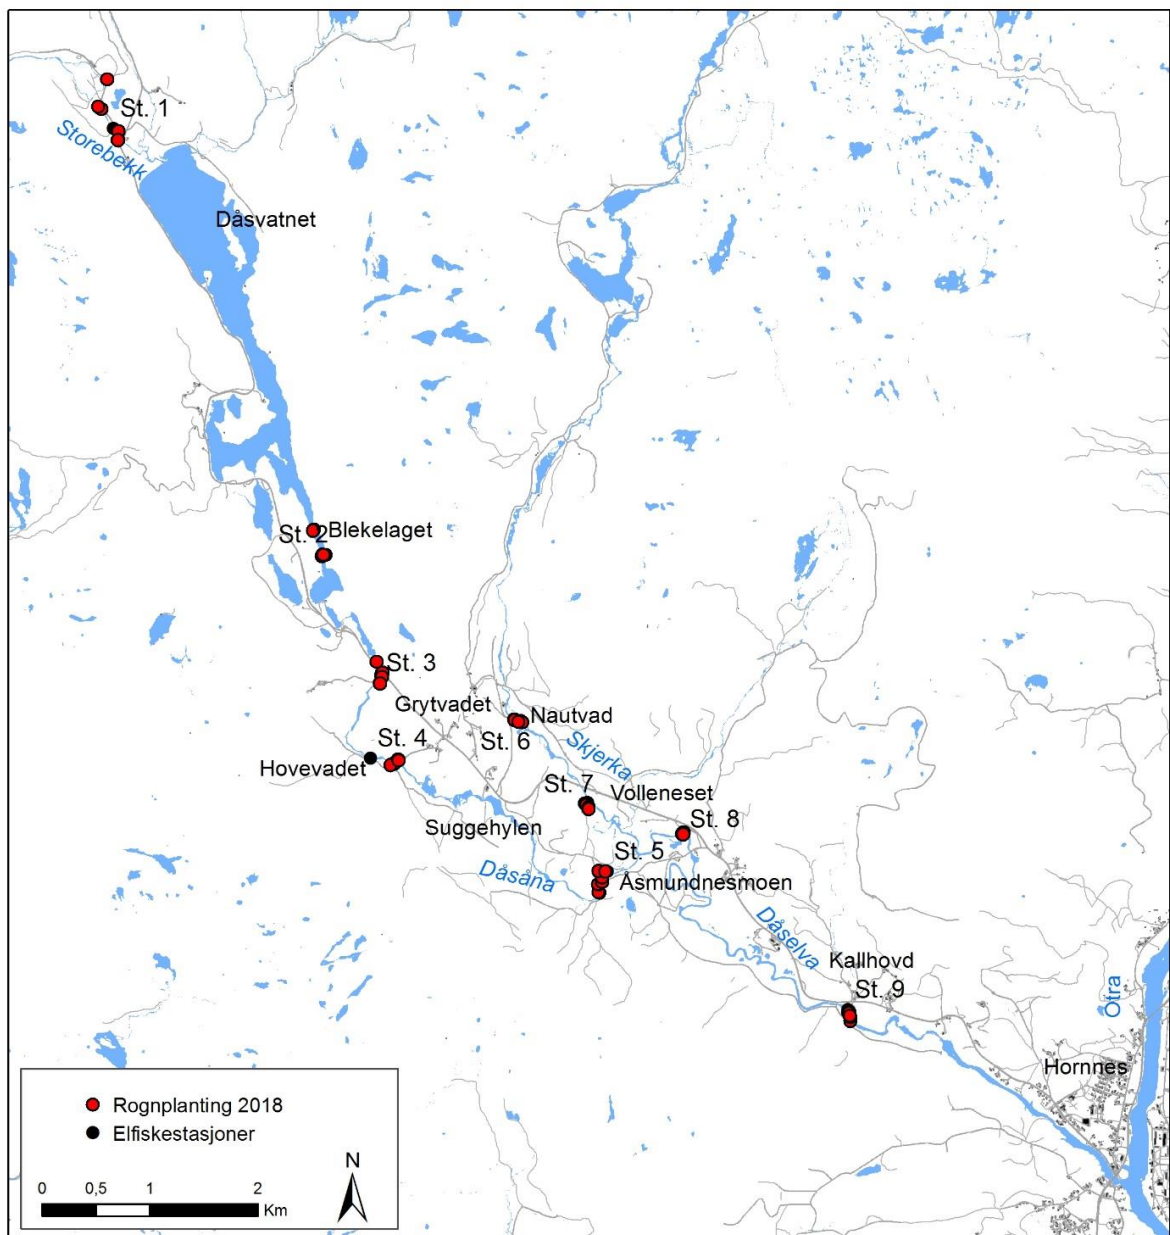 St. 1
Storebekk
Dåsvatnet
St. 2
Blekelaget
St. 3
Grytvadet
Nautvad
St. 4
St. 6
Skjerka
Hovevadet
St. 7
Volleneset
St. 8
Suggehylen
St. 5
Dåsåna
Åsmundnesmoen
Dåselva
Kallhovd
St. 9
Otra
Hornnes
Rognplanting 2018
Elfiskestasjoner
N
0 0,5 1 2
Km